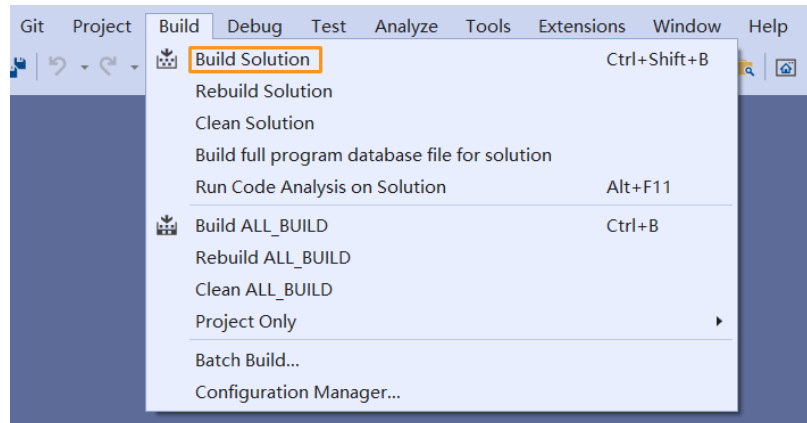 Git Project Build Debug Test Analyze Tools Extensions Window Help
Build Solution Ctrl+Shift+B
Rebuild Solution
Clean Solution
Build full program database file for solution
Run Code Analysis on Solution Alt+F11
Build ALL_BUILD Ctrl+B
Rebuild ALL_BUILD
Clean ALL_BUILD
Project Only
Batch Build...
Configuration Manager...